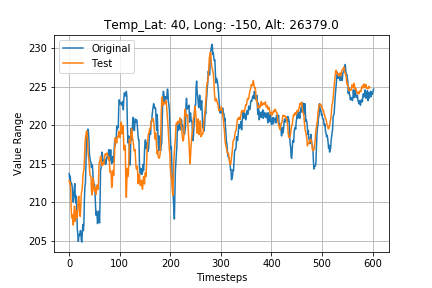 Temp_Lat: 40, Long: -150, Alt: 26379.0
Original
Test
Value Range
230
225
220
215
210
205
0 100 200 300 400 500 600
Timesteps